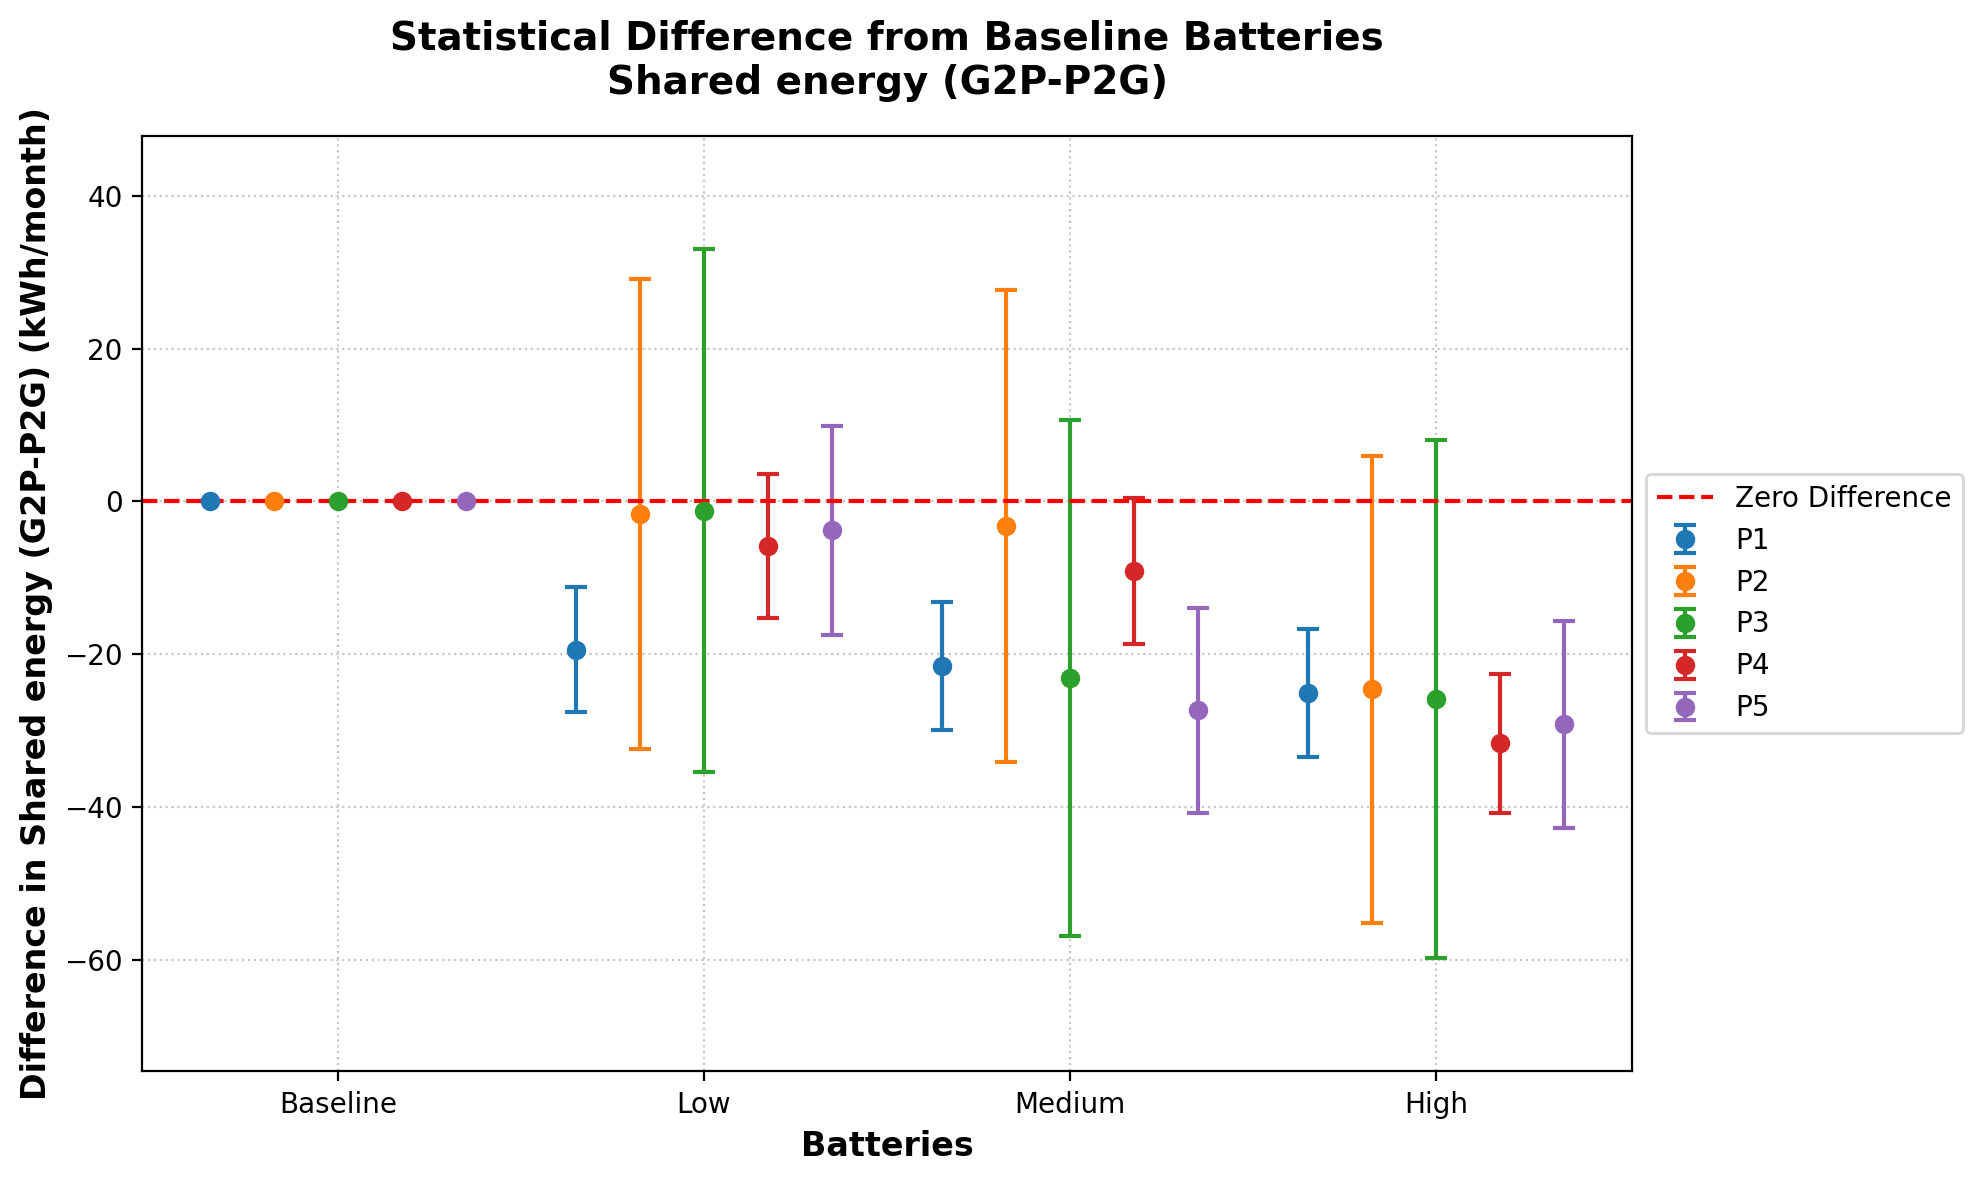 Statistical Difference from Baseline Batteries
Shared energy (G2P-P2G)
Difference in Shared energy (G2P-P2G) (kWh/month)
40
20
0
−20
−40
−60
Baseline
Low
Medium
High
Batteries
Zero Difference
P1
P2
P3
P4
P5